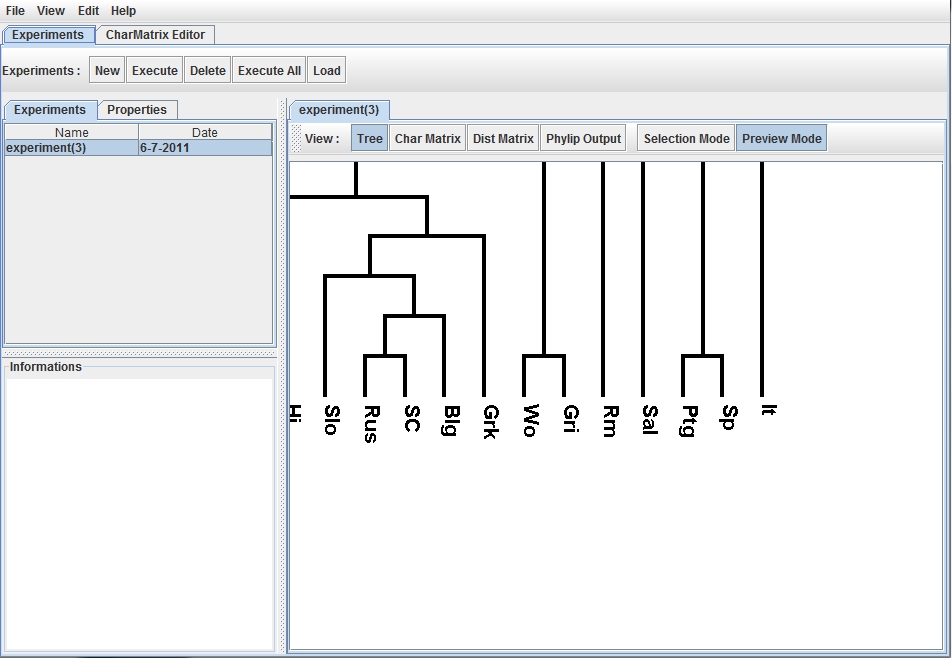 File View Edit Help
Experiments CharMatrix Editor
Experiments : New Execute Delete Execute All Load
Experiments Properties
Name Date
experiment(3) 6-7-2011
Informations
experiment(3)
View : Tree Char Matrix Dist Matrix Phylip Output Selection Mode Preview Mode
Hi Slo Rus SC Blg Grk Wo Gri Rm Sal Ptg Sp It